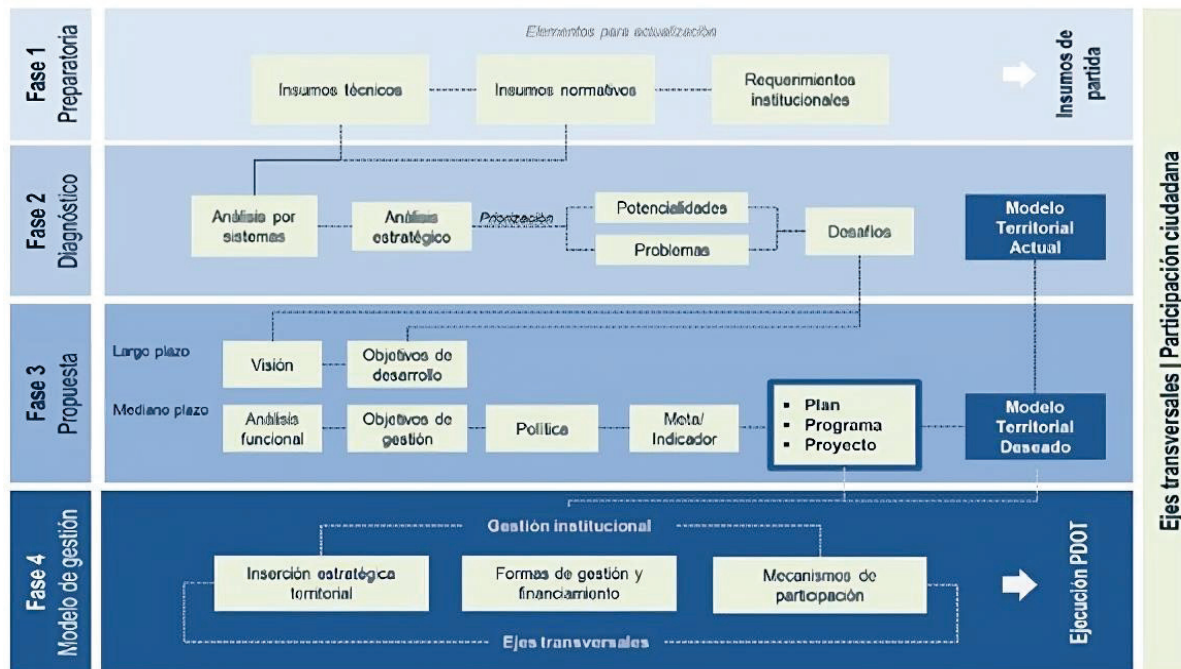 Fase 1
Preparatoria
Elementos para actualización
Insumos técnicos
Insumos normativos
Requerimientos
institucionales
Insumos de
partida
Fase 2
Diagnóstico
Análisis por
sistemas
Análisis
estratégico
Priorización
Potencialidades
Problemas
Desafíos
Modelo
Territorial
Actual
Fase 3
Propuesta
Largo plazo
Visión
Objetivos de
desarrollo
Mediano plazo
Análisis
funcional
Objetivos de
gestión
Política
Meta/
Indicador
▪ Plan
▪ Programa
▪ Proyecto
Modelo
Territorial
Deseado
Fase 4
Modelo de gestión
Gestión institucional
Inserción estratégica
territorial
Formas de gestión y
financiamiento
Mecanismos de
participación
Ejes transversales
Ejecución PDOT
Ejes transversales | Participación ciudadana